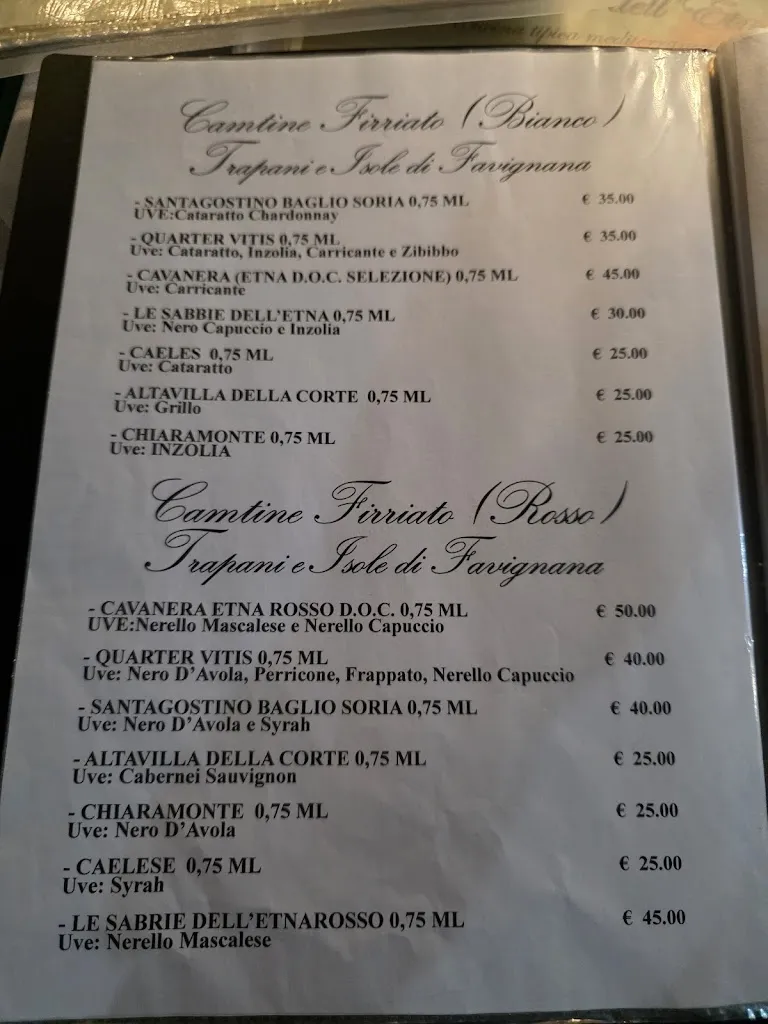 dell'Etna
Cucina tipica mediterranea
Camtine Firriato (Bianco)
Trapani e Isole di Favignana
- SANTAGOSTINO BAGLIO SORIA 0,75 ML € 35.00
UVE:Cataratto Chardonnay
- QUARTER VITIS 0,75 ML € 35.00
Uve: Cataratto, Inzolia, Carricante e Zibibbo
- CAVANERA (ETNA D.O.C. SELEZIONE) 0,75 ML € 45.00
Uve: Carricante
- LE SABBIE DELL'ETNA 0,75 ML € 30.00
Uve: Nero Capuccio e Inzolia
- CAELES 0,75 ML € 25.00
Uve: Cataratto
- ALTAVILLA DELLA CORTE 0,75 ML € 25.00
Uve: Grillo
- CHIARAMONTE 0,75 ML € 25.00
Uve: INZOLIA
Camtine Firriato (Rosso)
Trapani e Isole di Favignana
- CAVANERA ETNA ROSSO D.O.C. 0,75 ML € 50.00
UVE:Nerello Mascalese e Nerello Capuccio
- QUARTER VITIS 0,75 ML € 40.00
Uve: Nero D'Avola, Perricone, Frappato, Nerello Capuccio
- SANTAGOSTINO BAGLIO SORIA 0,75 ML € 40.00
Uve: Nero D'Avola e Syrah
- ALTAVILLA DELLA CORTE 0,75 ML € 25.00
Uve: Cabernei Sauvignon
- CHIARAMONTE 0,75 ML € 25.00
Uve: Nero D'Avola
- CAELESE 0,75 ML € 25.00
Uve: Syrah
- LE SABRIE DELL'ETNAROSSO 0,75 ML € 45.00
Uve: Nerello Mascalese